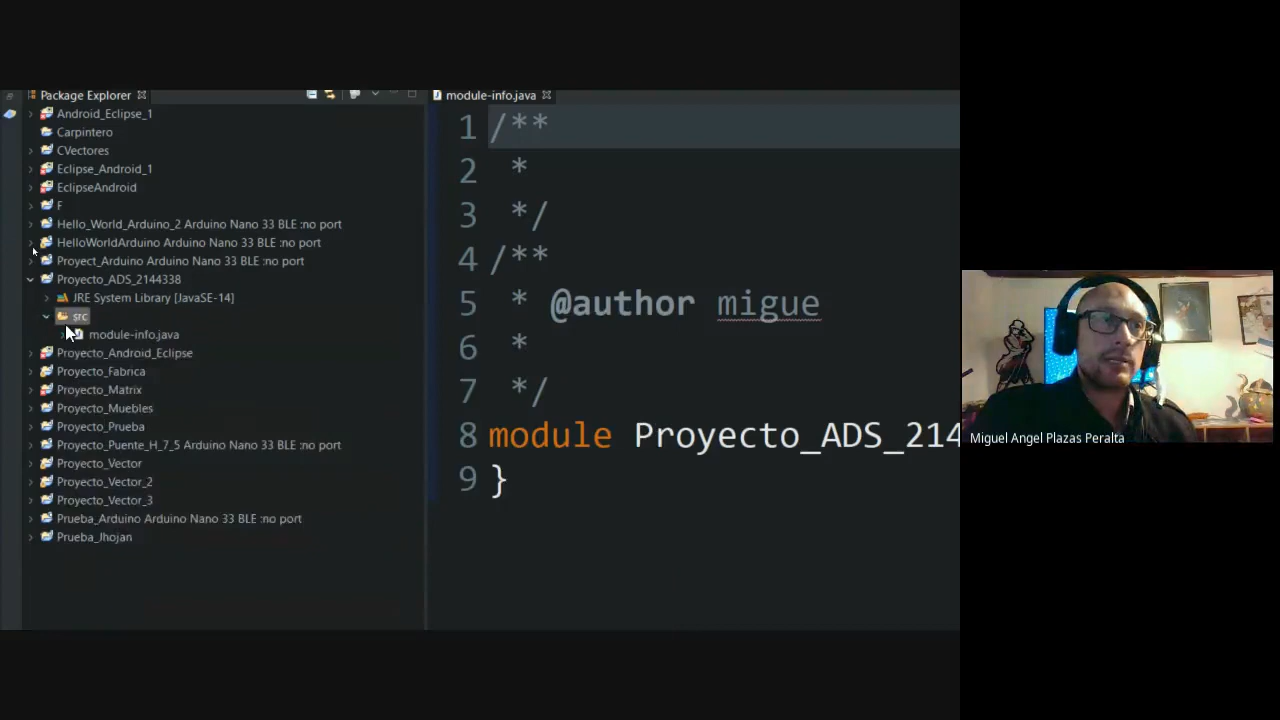 Package Explorer
Android_Eclipse_1
Carpintero
CVectores
Eclipse_Android_1
EclipseAndroid
F
Hello_World_Arduino_2 Arduino Nano 33 BLE :no port
HelloWorldArduino Arduino Nano 33 BLE :no port
Proyect_Arduino Arduino Nano 33 BLE :no port
Proyecto_ADS_2144338
JRE System Library [JavaSE-14]
src
module-info.java
Proyecto_Android_Eclipse
Proyecto_Fabrica
Proyecto_Matrix
Proyecto_Muebles
Proyecto_Prueba
Proyecto_Puente_H_7_5 Arduino Nano 33 BLE :no port
Proyecto_Vector
Proyecto_Vector_2
Proyecto_Vector_3
Prueba_Arduino Arduino Nano 33 BLE :no port
Prueba_Jhojan
module-info.java
1 /**
2 *
3 */
4 /**
5 * @author migue
6 *
7 */
8 module Proyecto_ADS_214
9 }
Miguel Angel Plazas Peralta